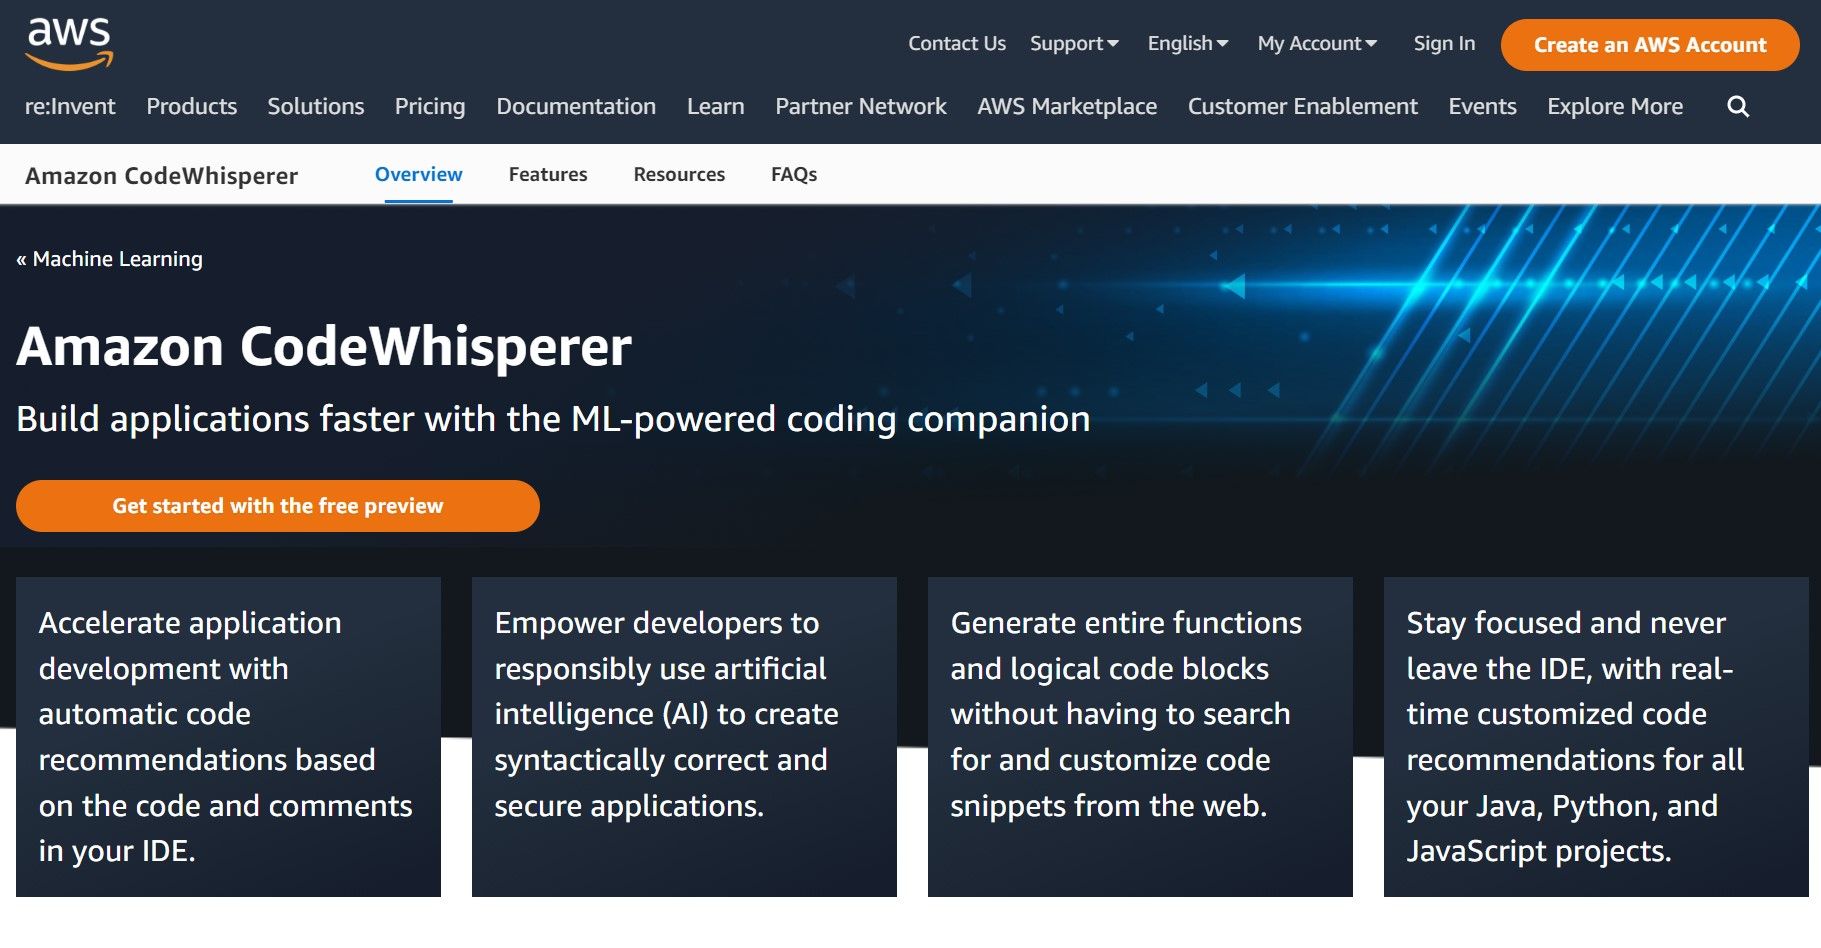 aws
Contact Us Support English My Account Sign In Create an AWS Account
re:Invent Products Solutions Pricing Documentation Learn Partner Network AWS Marketplace Customer Enablement Events Explore More
Amazon CodeWhisperer Overview Features Resources FAQs
« Machine Learning
Amazon CodeWhisperer
Build applications faster with the ML-powered coding companion
Get started with the free preview
Accelerate application
development with
automatic code
recommendations based
on the code and comments
in your IDE.
Empower developers to
responsibly use artificial
intelligence (AI) to create
syntactically correct and
secure applications.
Generate entire functions
and logical code blocks
without having to search
for and customize code
snippets from the web.
Stay focused and never
leave the IDE, with real-
time customized code
recommendations for all
your Java, Python, and
JavaScript projects.